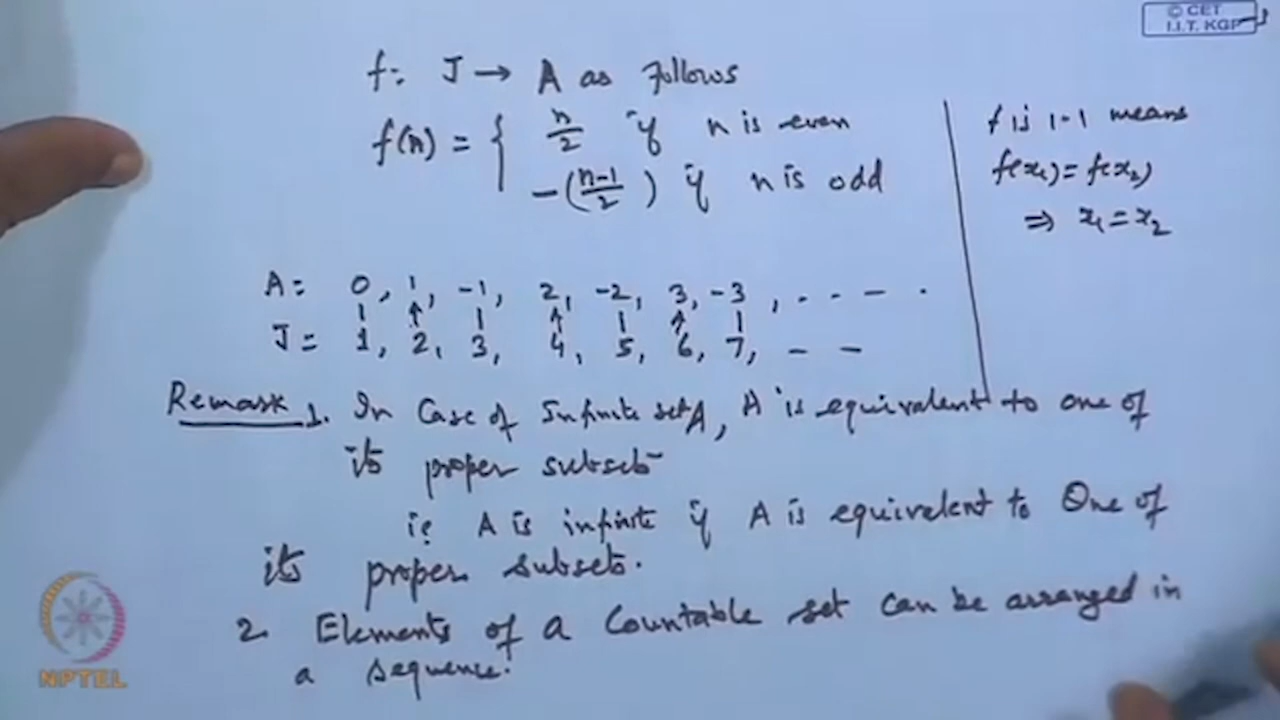 © CET
I.I.T. KGP
f: J → A as follows
f(n) = { n/2 if n is even
-(n-1/2) if n is odd
f is 1-1 means
f(x₁) = f(x₂)
⇒ x₁ = x₂
A: 0, 1, -1, 2, -2, 3, -3, . - - - .
J = 1, 2, 3, 4, 5, 6, 7, - -
Remark 1. In Case of Infinite set A, A is equivalent to one of
its proper subset
ie A is infinite if A is equivalent to One of
its proper subsets.
2. Elements of a Countable set can be arranged in
a sequence.
NPTEL